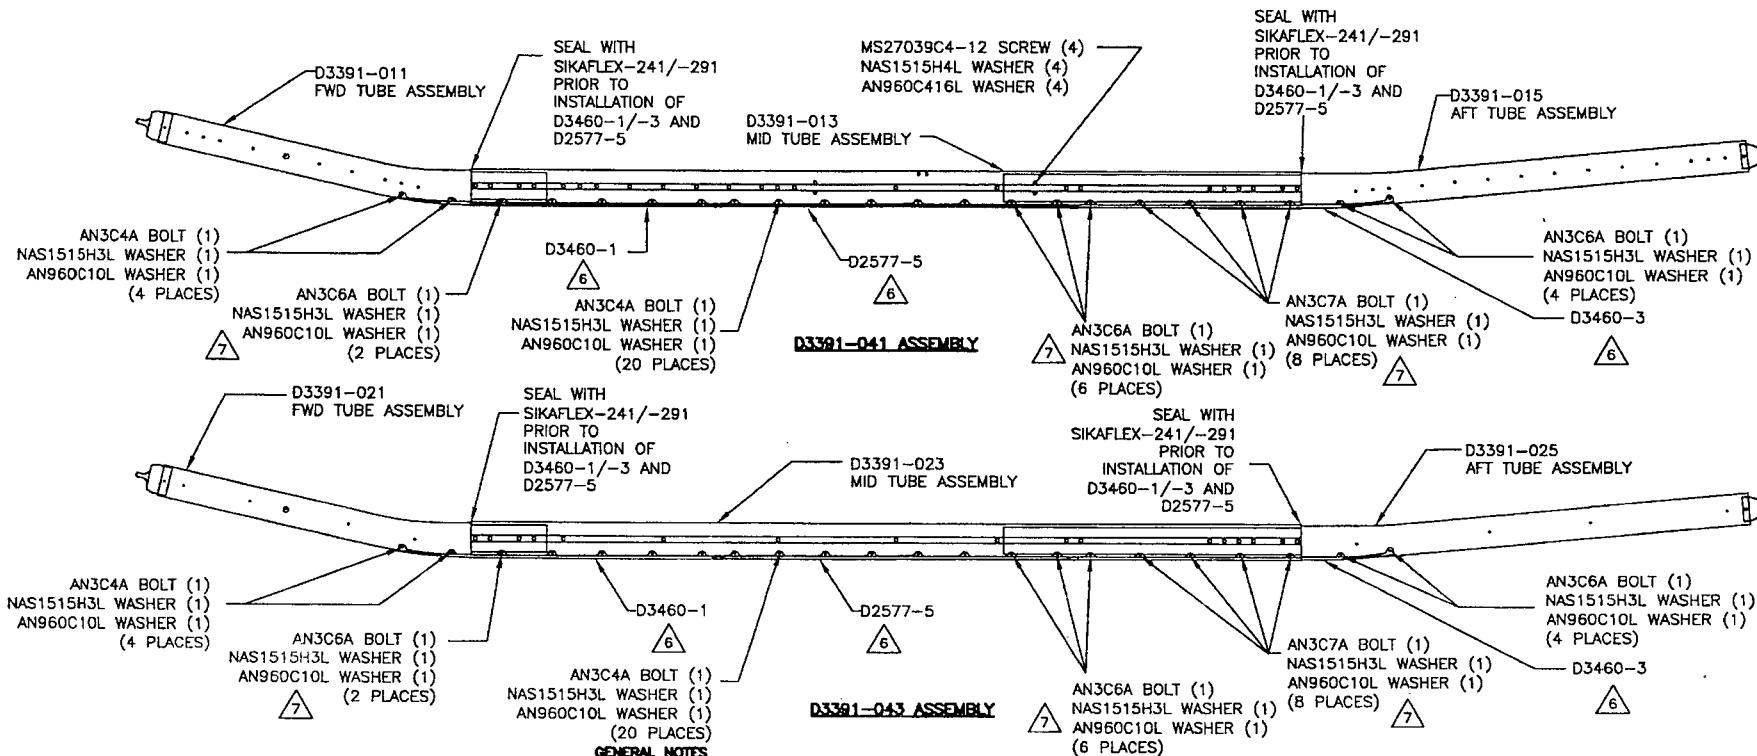 D3391-011
FWD TUBE ASSEMBLY
SEAL WITH
SIKAFLEX-241/-291
PRIOR TO
INSTALLATION OF
D3460-1/-3 AND
D2577-5
MS27039C4-12 SCREW (4)
NAS1515H4L WASHER (4)
AN960C416L WASHER (4)
D3391-013
MID TUBE ASSEMBLY
SEAL WITH
SIKAFLEX-241/-291
PRIOR TO
INSTALLATION OF
D3460-1/-3 AND
D2577-5
D3391-015
AFT TUBE ASSEMBLY
AN3C4A BOLT (1)
NAS1515H3L WASHER (1)
AN960C10L WASHER (1)
(4 PLACES)
7
AN3C6A BOLT (1)
NAS1515H3L WASHER (1)
AN960C10L WASHER (1)
(2 PLACES)
D3460-1
6
AN3C4A BOLT (1)
NAS1515H3L WASHER (1)
AN960C10L WASHER (1)
(20 PLACES)
D2577-5
6
D3391-041 ASSEMBLY
7
AN3C6A BOLT (1)
NAS1515H3L WASHER (1)
AN960C10L WASHER (1)
(6 PLACES)
AN3C7A BOLT (1)
NAS1515H3L WASHER (1)
AN960C10L WASHER (1)
(8 PLACES)
7
AN3C6A BOLT (1)
NAS1515H3L WASHER (1)
AN960C10L WASHER (1)
(4 PLACES)
D3460-3
6
D3391-021
FWD TUBE ASSEMBLY
SEAL WITH
SIKAFLEX-241/-291
PRIOR TO
INSTALLATION OF
D3460-1/-3 AND
D2577-5
D3391-023
MID TUBE ASSEMBLY
SEAL WITH
SIKAFLEX-241/-291
PRIOR TO
INSTALLATION OF
D3460-1/-3 AND
D2577-5
D3391-025
AFT TUBE ASSEMBLY
AN3C4A BOLT (1)
NAS1515H3L WASHER (1)
AN960C10L WASHER (1)
(4 PLACES)
AN3C6A BOLT (1)
NAS1515H3L WASHER (1)
AN960C10L WASHER (1)
(2 PLACES)
7
D3460-1
6
AN3C4A BOLT (1)
NAS1515H3L WASHER (1)
AN960C10L WASHER (1)
(20 PLACES)
D2577-5
6
D3391-043 ASSEMBLY
7
AN3C6A BOLT (1)
NAS1515H3L WASHER (1)
AN960C10L WASHER (1)
(6 PLACES)
AN3C7A BOLT (1)
NAS1515H3L WASHER (1)
AN960C10L WASHER (1)
(8 PLACES)
7
AN3C6A BOLT (1)
NAS1515H3L WASHER (1)
AN960C10L WASHER (1)
(4 PLACES)
D3460-3
6
GENERAL NOTES